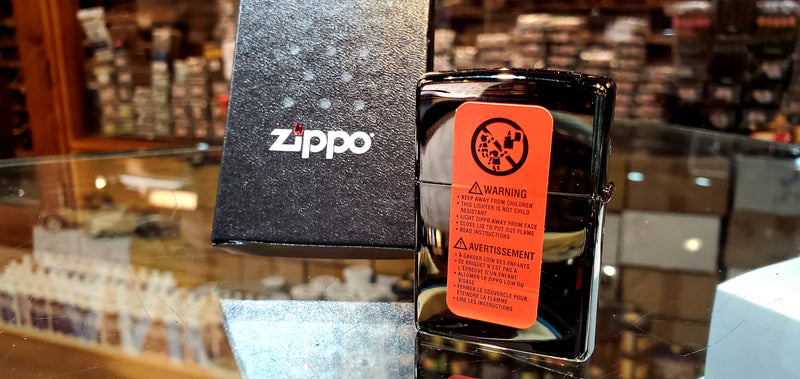 zippo®
WARNING
• KEEP AWAY FROM CHILDREN
• THIS LIGHTER IS NOT CHILD
RESISTANT
• LIGHT ZIPPO AWAY FROM FACE
• CLOSE LID TO PUT OUT FLAME
• READ INSTRUCTIONS
AVERTISSEMENT
• A GARDER LOIN DES ENFANTS
• CE BRIQUET N'EST PAS À
L'ÉPREUVE D'UN ENFANT
• ALLUMER LE ZIPPO LOIN DU
VISAGE
• FERMER LE COUVERCLE POUR
ÉTEINDRE LA FLAMME
• LIRE LES INSTRUCTIONS